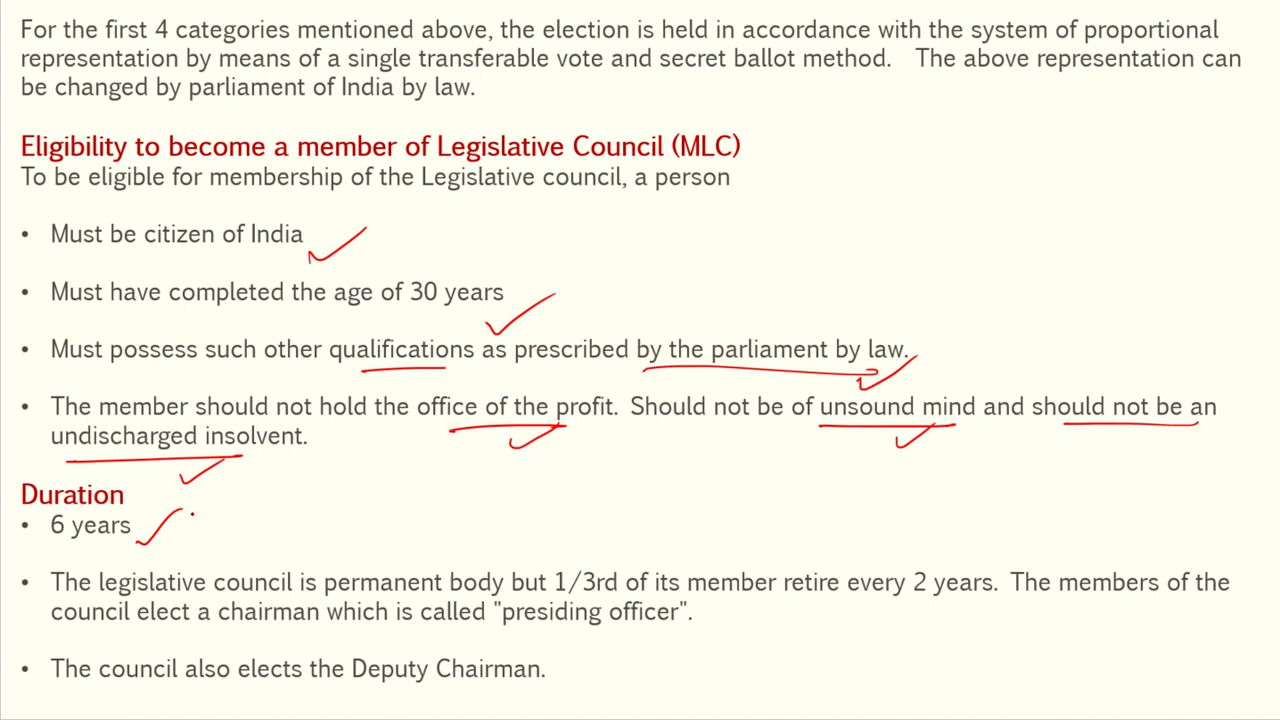 For the first 4 categories mentioned above, the election is held in accordance with the system of proportional
representation by means of a single transferable vote and secret ballot method. The above representation can
be changed by parliament of India by law.
Eligibility to become a member of Legislative Council (MLC)
To be eligible for membership of the Legislative council, a person
• Must be citizen of India
• Must have completed the age of 30 years
• Must possess such other qualifications as prescribed by the parliament by law.
• The member should not hold the office of the profit. Should not be of unsound mind and should not be an
undischarged insolvent.
Duration
• 6 years
• The legislative council is permanent body but 1/3rd of its member retire every 2 years. The members of the
council elect a chairman which is called "presiding officer".
• The council also elects the Deputy Chairman.